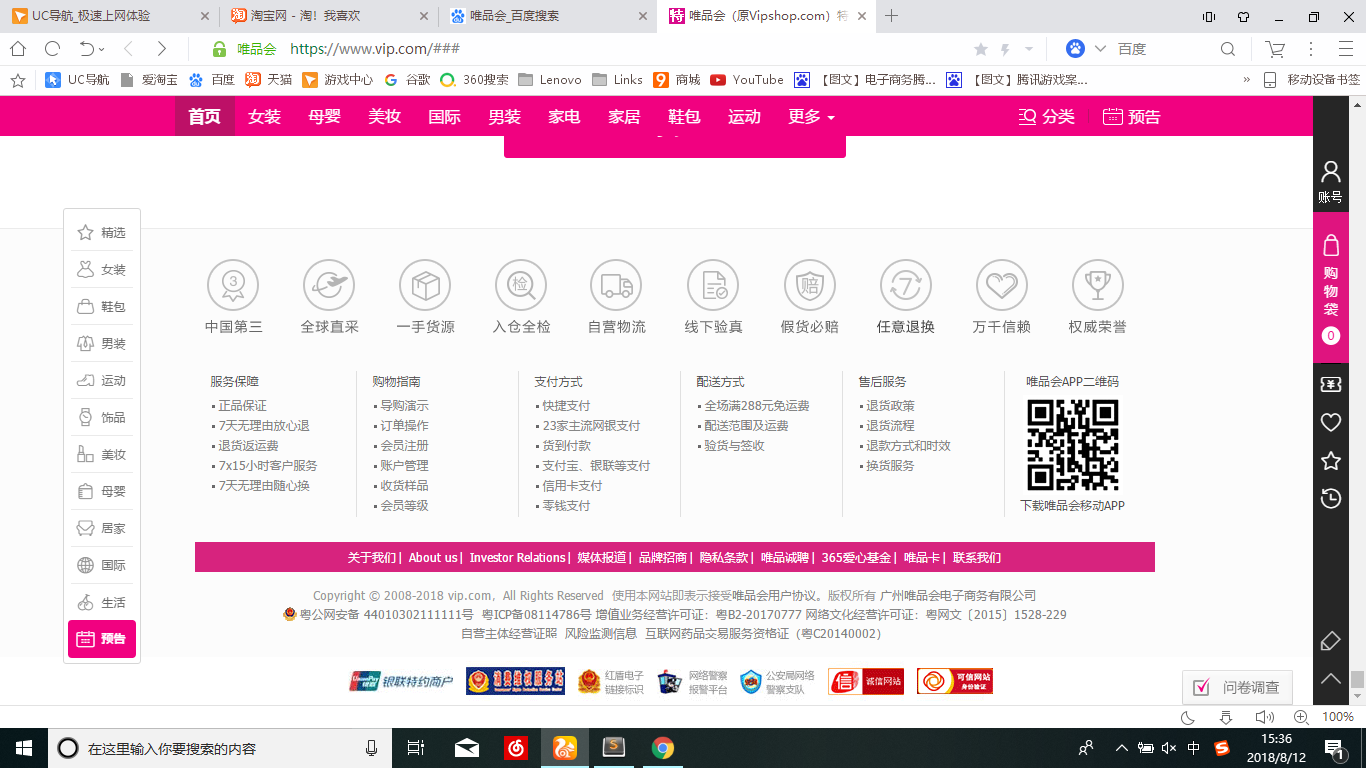 UC导航_极速上网体验
淘宝网 - 淘！我喜欢
唯品会_百度搜索
特 唯品会（原Vipshop.com）特
唯品会 https://www.vip.com/###
百度
UC导航 爱淘宝 百度 天猫 游戏中心 谷歌 360搜索 Lenovo Links 商城 YouTube 【图文】电子商务腾... 【图文】腾讯游戏案... » 移动设备书签
首页 女装 母婴 美妆 国际 男装 家电 家居 鞋包 运动 更多 分类 预告
账号
购物袋
0
精选
女装
鞋包
男装
运动
饰品
美妆
母婴
居家
国际
生活
预告
3 检 赔 7
中国第三 全球直采 一手货源 入仓全检 自营物流 线下验真 假货必赔 任意退换 万千信赖 权威荣誉
服务保障
正品保证
7天无理由放心退
退货返运费
7x15小时客户服务
7天无理由随心换
购物指南
导购演示
订单操作
会员注册
账户管理
收货样品
会员等级
支付方式
快捷支付
23家主流网银支付
货到付款
支付宝、银联等支付
信用卡支付
零钱支付
配送方式
全场满288元免运费
配送范围及运费
验货与签收
售后服务
退货政策
退货流程
退款方式和时效
换货服务
唯品会APP二维码
下载唯品会移动APP
关于我们 | About us | Investor Relations | 媒体报道 | 品牌招商 | 隐私条款 | 唯品诚聘 | 365爱心基金 | 唯品卡 | 联系我们
Copyright © 2008-2018 vip.com，All Rights Reserved 使用本网站即表示接受唯品会用户协议。版权所有 广州唯品会电子商务有限公司
粤公网安备 44010302111111号 粤ICP备08114786号 增值业务经营许可证：粤B2-20170777 网络文化经营许可证：粤网文〔2015〕1528-229
自营主体经营证照 风险监测信息 互联网药品交易服务资格证（粤C20140002）
UnionPay 银联 银联特约商户
消费维权服务站
红盾电子
链接标识
网络警察
报警平台
公安局网络
警察支队
信 诚信网站
可信网站
身份验证
问卷调查
100%
在这里输入你要搜索的内容
中
15:36
2018/8/12
1